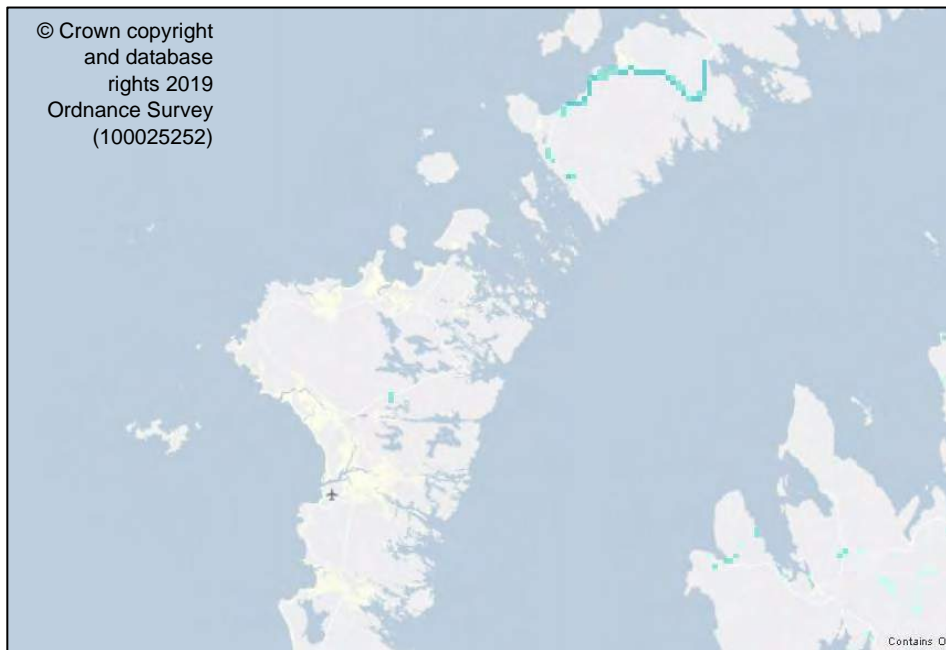 © Crown copyright
and database
rights 2019
Ordnance Survey
(100025252)
Contains O